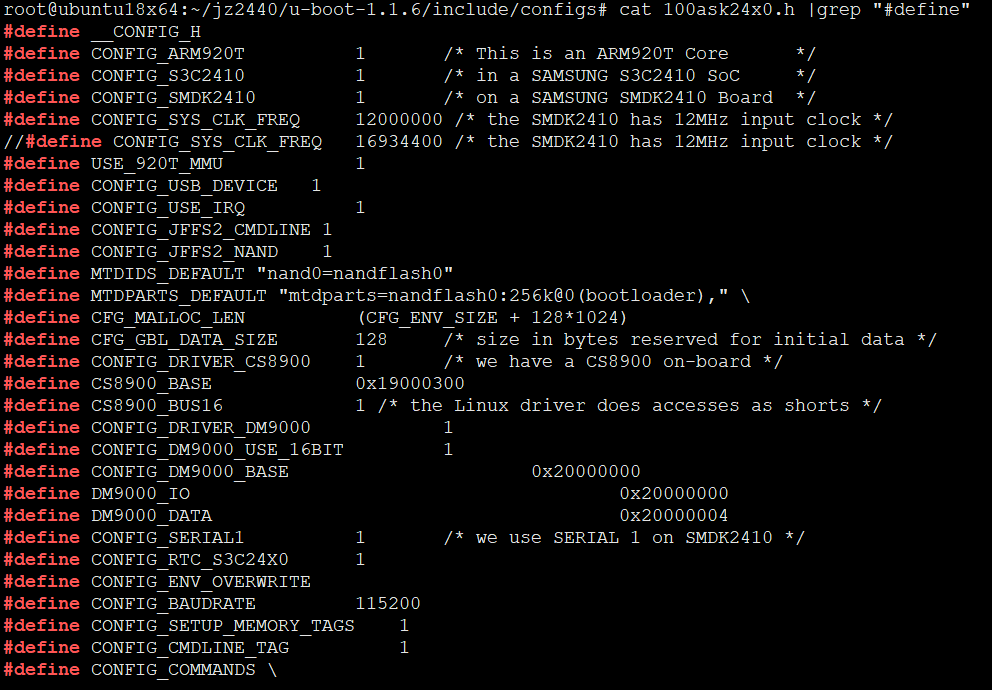 root@ubuntu18x64:~/jz2440/u-boot-1.1.6/include/configs# cat 100ask24x0.h |grep "#define"
#define __CONFIG_H
#define CONFIG_ARM920T          1       /* This is an ARM920T Core      */
#define CONFIG_S3C2410          1       /* in a SAMSUNG S3C2410 SoC     */
#define CONFIG_SMDK2410         1       /* on a SAMSUNG SMDK2410 Board  */
#define CONFIG_SYS_CLK_FREQ     12000000 /* the SMDK2410 has 12MHz input clock */
//#define CONFIG_SYS_CLK_FREQ   16934400 /* the SMDK2410 has 12MHz input clock */
#define USE_920T_MMU            1
#define CONFIG_USB_DEVICE   1
#define CONFIG_USE_IRQ          1
#define CONFIG_JFFS2_CMDLINE 1
#define CONFIG_JFFS2_NAND    1
#define MTDIDS_DEFAULT "nand0=nandflash0"
#define MTDPARTS_DEFAULT "mtdparts=nandflash0:256k@0(bootloader)," \
#define CFG_MALLOC_LEN          (CFG_ENV_SIZE + 128*1024)
#define CFG_GBL_DATA_SIZE       128     /* size in bytes reserved for initial data */
#define CONFIG_DRIVER_CS8900    1       /* we have a CS8900 on-board */
#define CS8900_BASE             0x19000300
#define CS8900_BUS16            1 /* the Linux driver does accesses as shorts */
#define CONFIG_DRIVER_DM9000            1
#define CONFIG_DM9000_USE_16BIT         1
#define CONFIG_DM9000_BASE                      0x20000000
#define DM9000_IO                                       0x20000000
#define DM9000_DATA                                     0x20000004
#define CONFIG_SERIAL1          1       /* we use SERIAL 1 on SMDK2410 */
#define CONFIG_RTC_S3C24X0      1
#define CONFIG_ENV_OVERWRITE
#define CONFIG_BAUDRATE         115200
#define CONFIG_SETUP_MEMORY_TAGS    1
#define CONFIG_CMDLINE_TAG          1
#define CONFIG_COMMANDS \